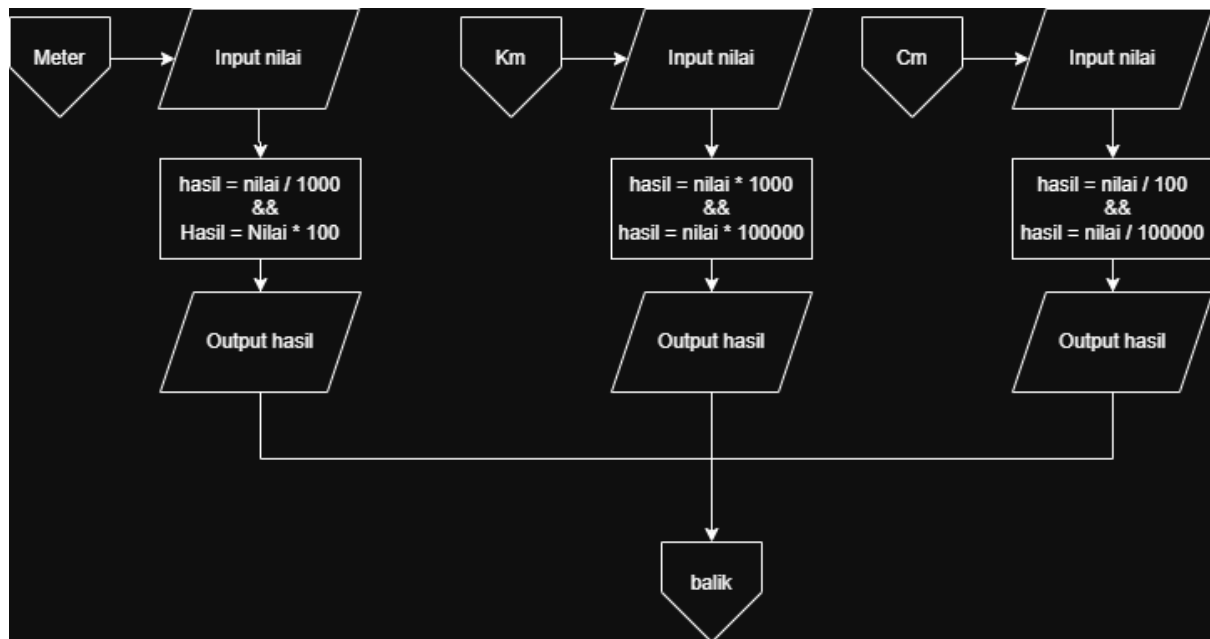 Meter
Input nilai
Km
Input nilai
Cm
Input nilai
hasil = nilai / 1000
&&
Hasil = Nilai * 100
hasil = nilai * 1000
&&
hasil = nilai * 100000
hasil = nilai / 100
&&
hasil = nilai / 100000
Output hasil
Output hasil
Output hasil
balik